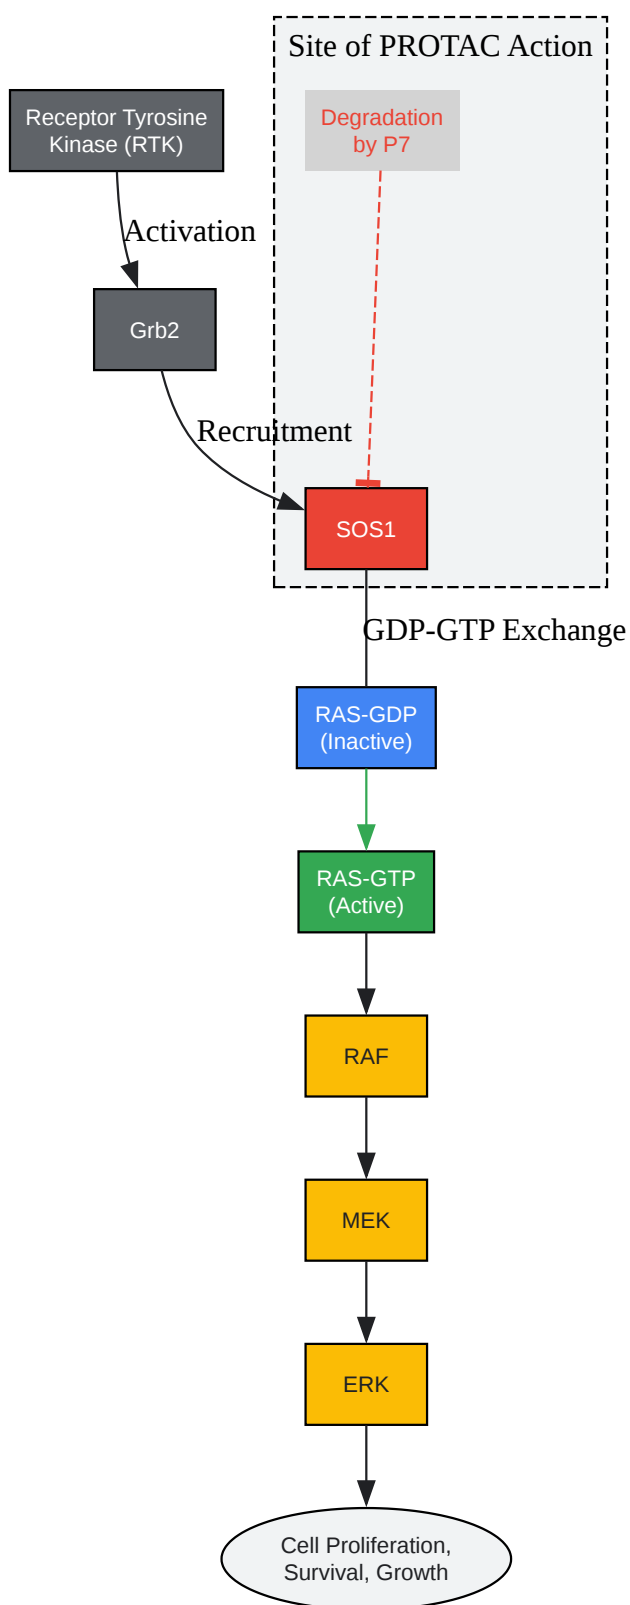 Site of PROTAC Action
Receptor Tyrosine
Kinase (RTK)
Degradation
by P7
Activation
Grb2
Recruitment
SOS1
GDP-GTP Exchange
RAS-GDP
(Inactive)
RAS-GTP
(Active)
RAF
MEK
ERK
Cell Proliferation,
Survival, Growth